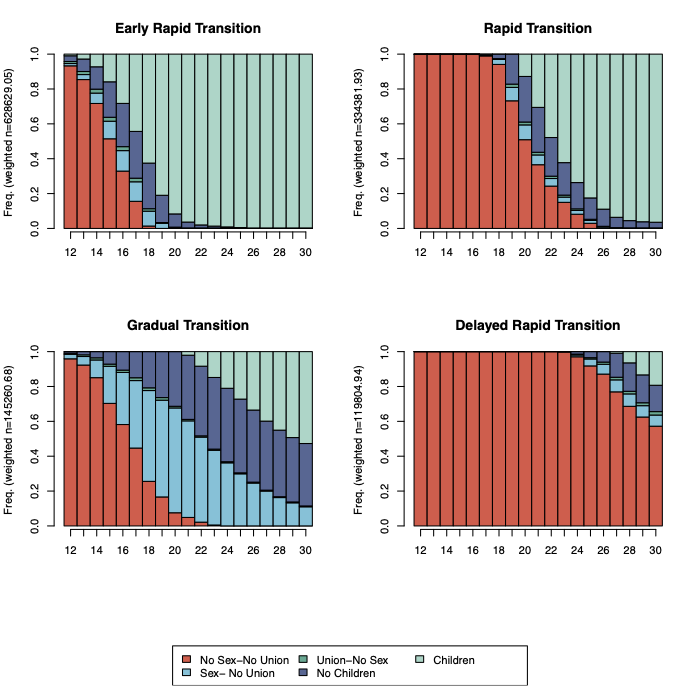 Early Rapid Transition
Freq. (weighted n=628629.05)
1.0
0.8
0.6
0.4
0.2
0.0
12 14 16 18 20 22 24 26 28 30
Rapid Transition
Freq. (weighted n=334381.93)
1.0
0.8
0.6
0.4
0.2
0.0
12 14 16 18 20 22 24 26 28 30
Gradual Transition
Freq. (weighted n=145260.68)
1.0
0.8
0.6
0.4
0.2
0.0
12 14 16 18 20 22 24 26 28 30
Delayed Rapid Transition
Freq. (weighted n=119804.94)
1.0
0.8
0.6
0.4
0.2
0.0
12 14 16 18 20 22 24 26 28 30
No Sex−No Union Union−No Sex Children
Sex− No Union No Children